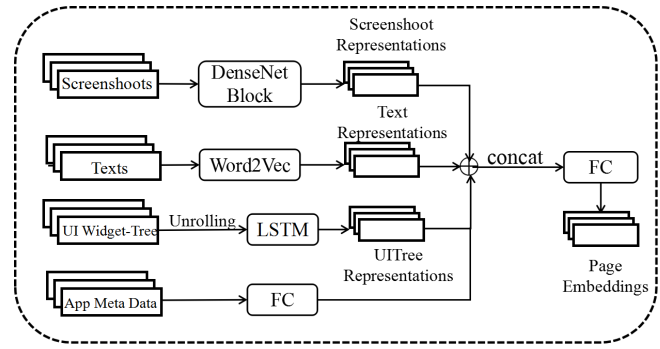 Screenshoot
Representations
Screenshoots
DenseNet
Block
Text
Representations
Texts
Word2Vec
concat
FC
UI Widget-Tree
Unrolling
LSTM
UITree
Representations
Page
Embeddings
App Meta Data
FC